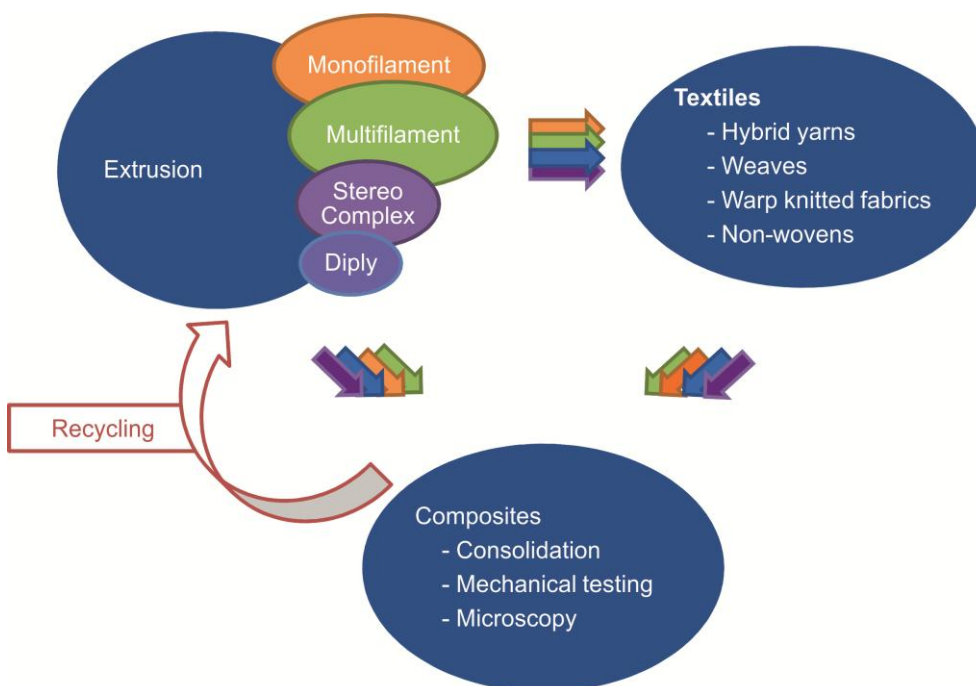 Extrusion
Monofilament
Multifilament
Stereo
Complex
Diply
Textiles
- Hybrid yarns
- Weaves
- Warp knitted fabrics
- Non-wovens
Recycling
Composites
- Consolidation
- Mechanical testing
- Microscopy